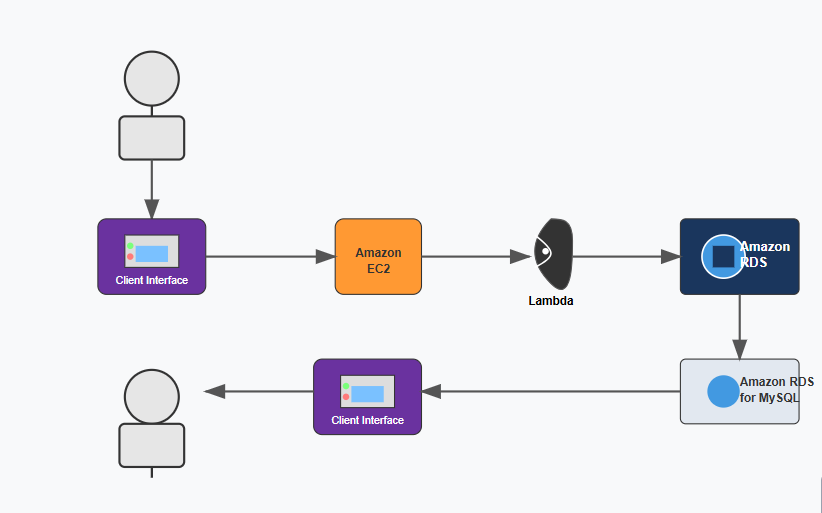 Client Interface
Amazon
EC2
Lambda
Amazon
RDS
Client Interface
Amazon RDS
for MySQL